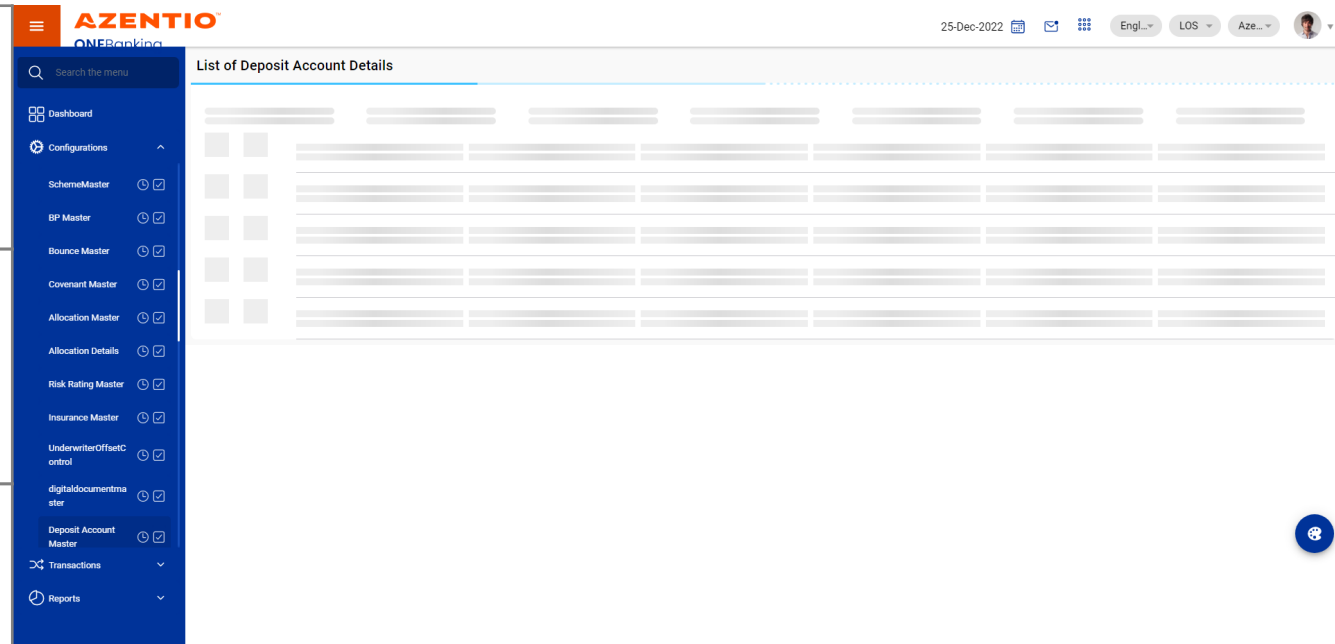 AZENTIO
ONEBanking
25-Dec-2022
Engl...
LOS
Aze...
Search the menu
List of Deposit Account Details
Dashboard
Configurations
SchemeMaster
BP Master
Bounce Master
Covenant Master
Allocation Master
Allocation Details
Risk Rating Master
Insurance Master
UnderwriterOffsetC
ontrol
digitaldocumentma
ster
Deposit Account
Master
Transactions
Reports